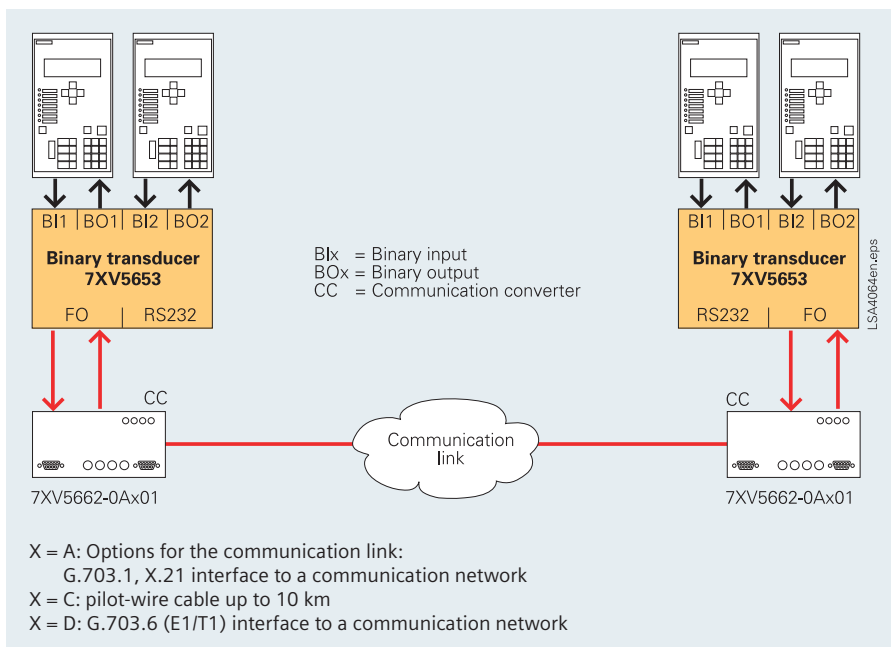 BI1 BO1 BI2 BO2
Binary transducer
7XV5653
FO RS232
CC
7XV5662-0Ax01
BIx = Binary input
BOx = Binary output
CC = Communication converter
Communication
link
BI1 BO1 BI2 BO2
Binary transducer
7XV5653
RS232 FO
CC
7XV5662-0Ax01
LSA4064en.eps
X = A: Options for the communication link:
G.703.1, X.21 interface to a communication network
X = C: pilot-wire cable up to 10 km
X = D: G.703.6 (E1/T1) interface to a communication network